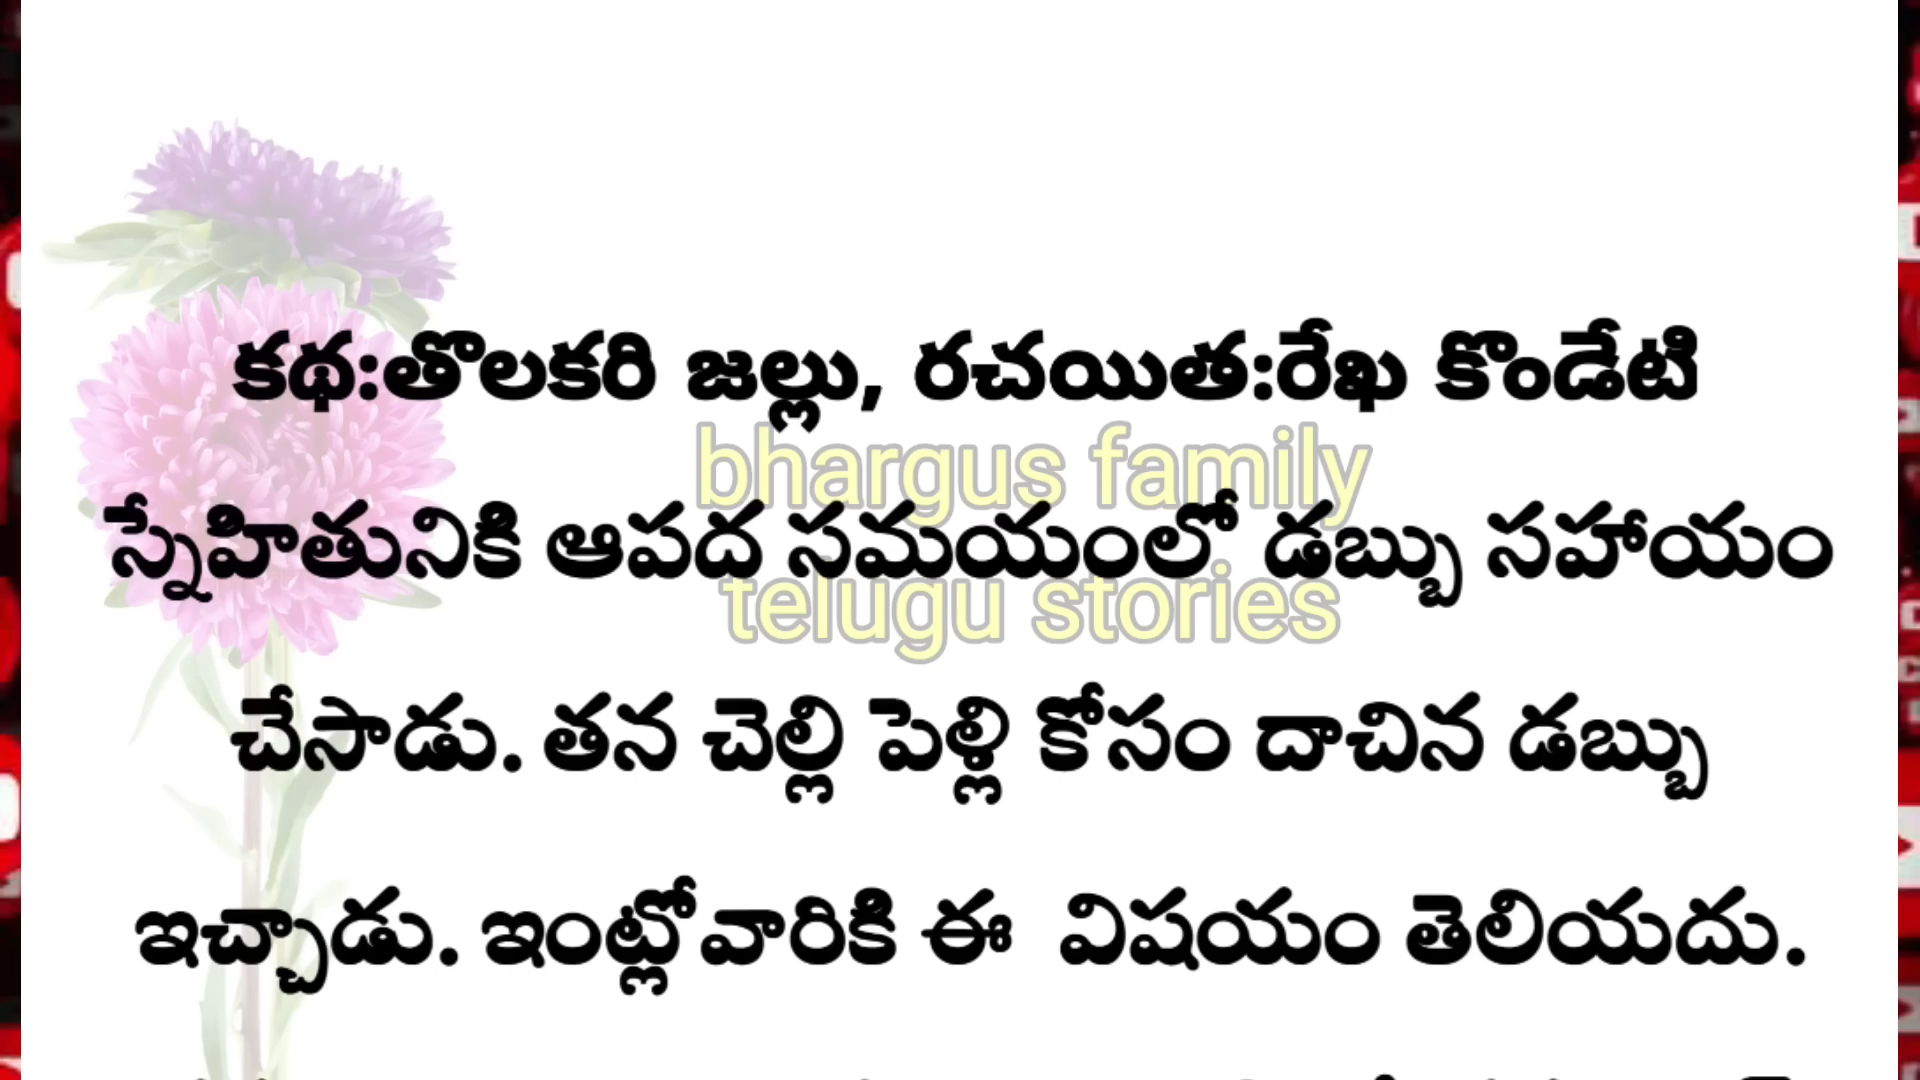 కథ:తొలకరి జల్లు, రచయిత:రేఖ కొండేటి
bhargus family
స్నేహితునికి ఆపద సమయంలో డబ్బు సహాయం
telugu stories
చేసాడు. తన చెల్లి పెళ్లి కోసం దాచిన డబ్బు
ఇచ్చాడు. ఇంట్లోవారికి ఈ విషయం తెలియదు.